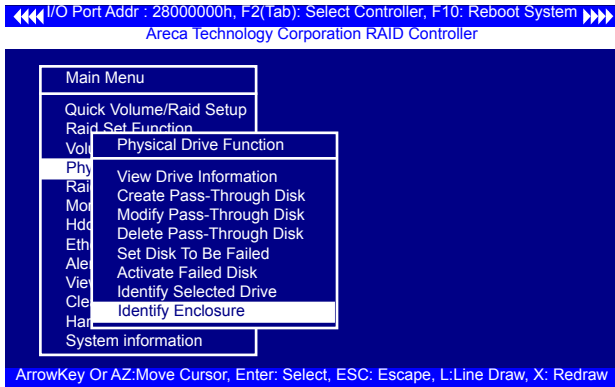 I/O Port Addr : 28000000h, F2(Tab): Select Controller, F10: Reboot System
Areca Technology Corporation RAID Controller
Main Menu
Quick Volume/Raid Setup
Raid Set Function
Physical Drive Function
View Drive Information
Create Pass-Through Disk
Modify Pass-Through Disk
Delete Pass-Through Disk
Set Disk To Be Failed
Activate Failed Disk
Identify Selected Drive
Identify Enclosure
System information
ArrowKey Or AZ:Move Cursor, Enter: Select, ESC: Escape, L:Line Draw, X: Redraw